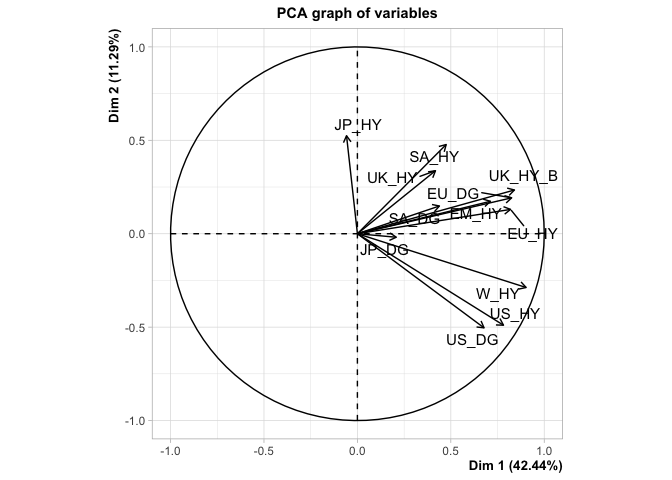 PCA graph of variables
Dim 2 (11.29%)
1.0
0.5
0.0
-0.5
-1.0
JP_HY
SA_HY
UK_HY
UK_HY_B
EU_DG
SA_DG
EM_HY
EU_HY
JP_DG
W_HY
US_HY
US_DG
-1.0 -0.5 0.0 0.5 1.0
Dim 1 (42.44%)